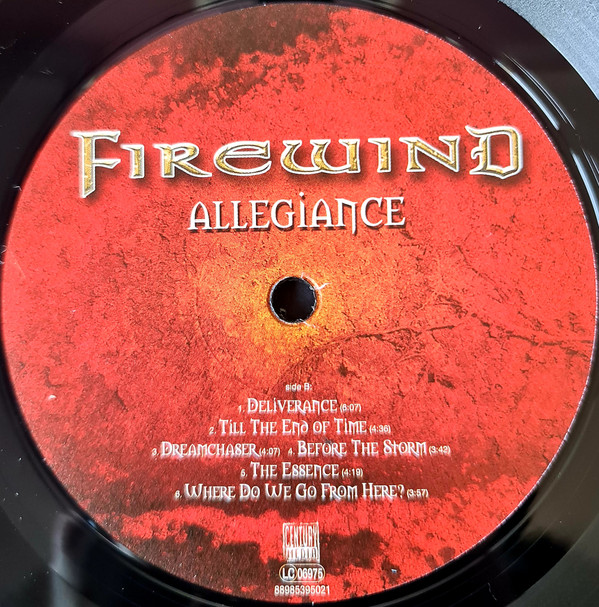 FIREWIND
ALLEGIANCE
side B:
1. DELIVERANCE (6:07)
2. TILL THE END OF TIME (4:36)
3. DREAMCHASER (4:07) 4. BEFORE THE STORM (3:42)
5. THE ESSENCE (4:19)
6. WHERE DO WE GO FROM HERE? (3:57)
CENTURY
MEDIA
LC 06975
88985395021